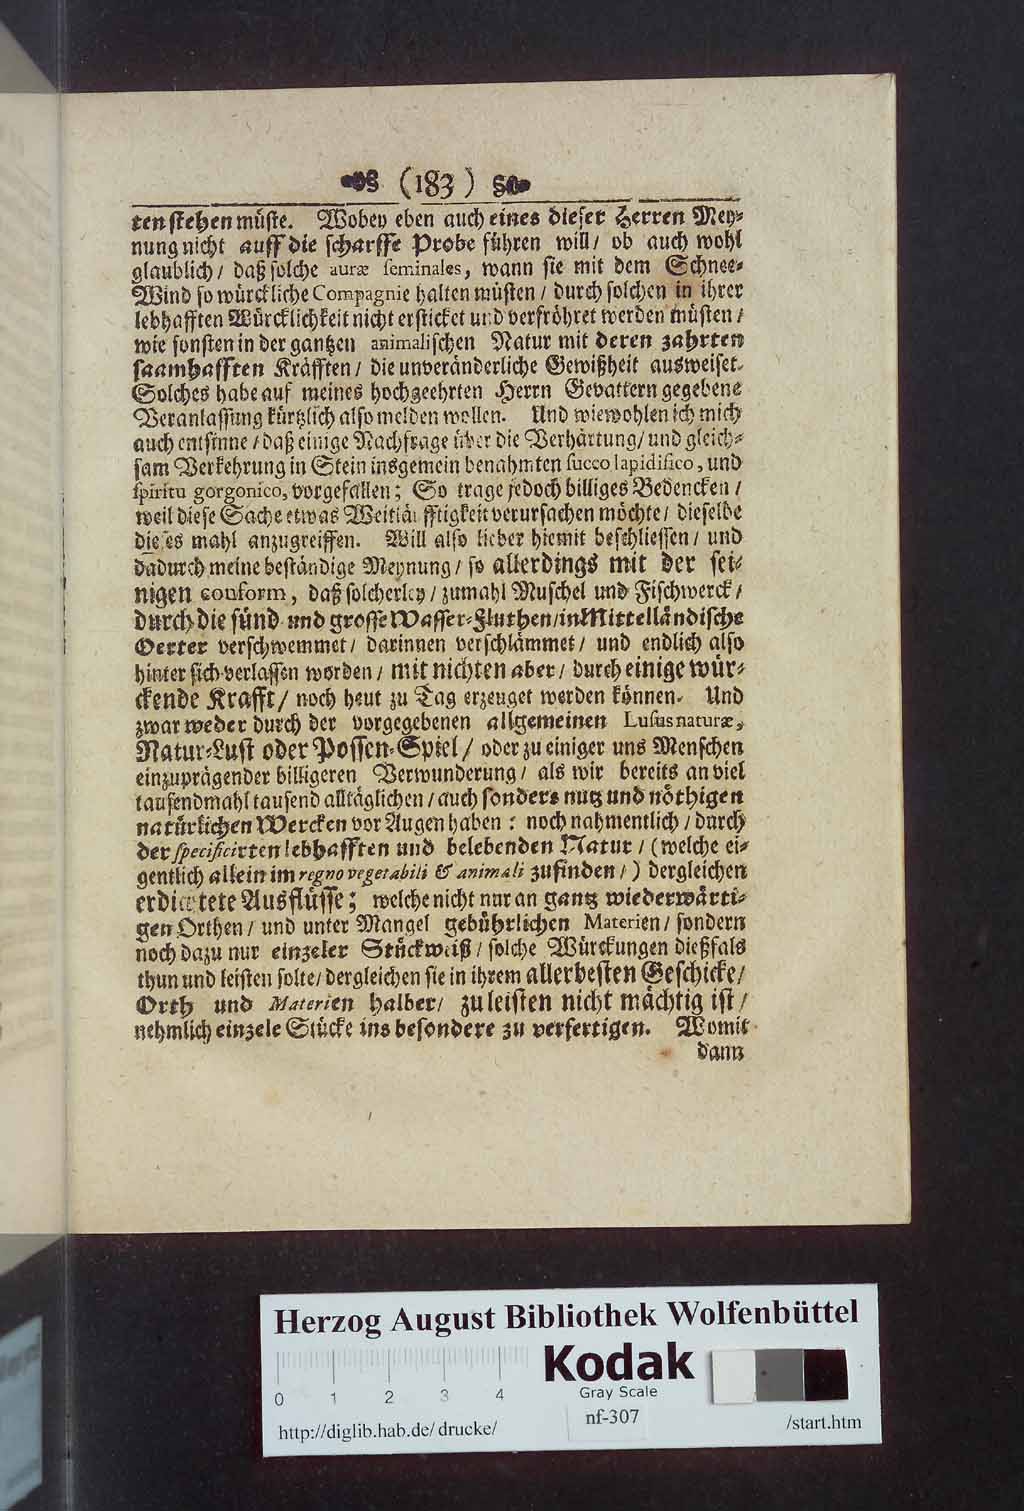 (183)
ten stehen müste. Wobey eben auch eines dieser Herren Mey-
nung nicht auff die scharffe Probe führen will / ob auch wohl
glaublich / daß solche auræ seminales, wann sie mit dem Schnee-
Wind so würckliche Compagnie halten müsten / durch solchen in ihrer
lebhafften Würcklichkeit nicht ersticket und verfröhret werden müsten /
wie sonsten in der gantzen animalischen Natur mit deren zahrten
saamhafften Kräfften / die unveränderliche Gewißheit ausweiset.
Solches habe auf meines hochgeehrten Herrn Gevattern gegebene
Veranlassung kürtzlich also melden wollen. Und wiewohlen ich mich
auch entsinne / daß einige Nachfrage über die Verhärtung / und gleich-
sam Verkehrung in Stein insgemein benahmten succo lapidifico, und
spiritu gorgonico, vorgefallen; So trage jedoch billiges Bedencken /
weil diese Sache etwas Weitläufftigkeit verursachen möchte / dieselbe
dieses mahl anzugreiffen. Will also lieber hiemit beschliessen / und
dadurch meine beständige Meynung / so allerdings mit der sei-
nigen conform, daß solcherley / zumahl Muschel und Fischwerck /
durch die sünd- und grosse Wasser-Fluthen / in Mittelländische
Oerter verschwemmet / darinnen verschlämmet / und endlich also
hinter sich verlassen worden / mit nichten aber / durch einige wür-
ckende Krafft / noch heut zu Tag erzeuget werden können. Und
zwar weder durch der vorgegebenen allgemeinen Lusus naturæ,
Natur-Lust oder Possen-Spiel / oder zu einiger uns Menschen
einzuprägender billigeren Verwunderung / als wir bereits an viel
tausendmahl tausend alltäglichen / auch sonders nutz und nöthigen
natürlichen Wercken vor Augen haben : noch nahmentlich / durch
der specificirten lebhafften und belebenden Natur / (welche ei-
gentlich allein im regno vegetabili & animali zufinden /) dergleichen
erdichtete Ausflüsse; welche nicht nur an gantz wiederwärti-
gen Orthen / und unter Mangel gebührlichen Materien / sondern
noch dazu nur einzeler Stückweiß / solche Würckungen dießfals
thun und leisten solte / dergleichen sie in ihrem allerbesten Geschicke /
Orth und Materien halber / zu leisten nicht mächtig ist /
nehmlich einzele Stücke ins besondere zu verfertigen. Womit
dann
Herzog August Bibliothek Wolfenbüttel
Kodak
Gray Scale
0 1 2 3 4
nf-307
http://diglib.hab.de/drucke/
/start.htm